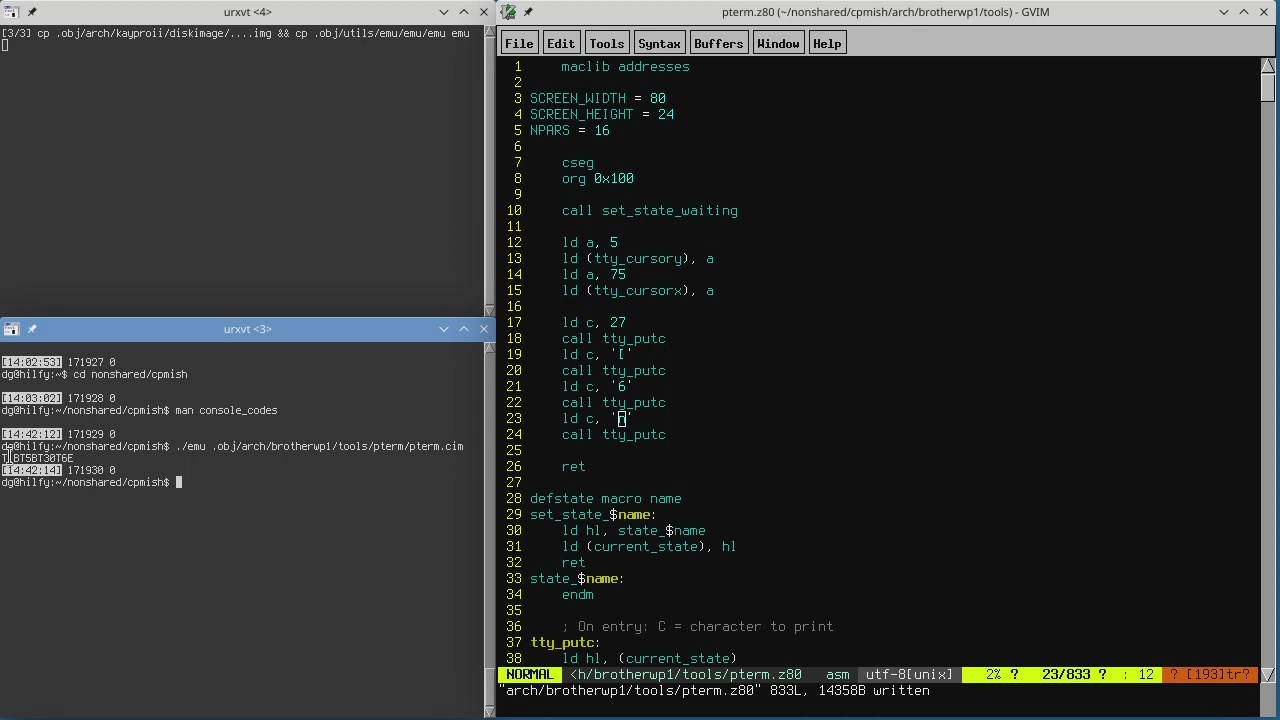 urxvt <4>
[3/3] cp .obj/arch/kayproii/diskimage/....img && cp .obj/utils/emu/emu/emu emu
urxvt <3>
[14:02:53] 171927 0
dg@hilfy:~$ cd nonshared/cpmish
[14:03:02] 171928 0
dg@hilfy:~/nonshared/cpmish$ man console_codes
[14:42:12] 171929 0
dg@hilfy:~/nonshared/cpmish$ ./emu .obj/arch/brotherwp1/tools/pterm/pterm.cim
[14:42:14] 171930 0
dg@hilfy:~/nonshared/cpmish$
pterm.z80 (~/nonshared/cpmish/arch/brotherwp1/tools) - GVIM
File Edit Tools Syntax Buffers Window Help
1 maclib addresses
2
3 SCREEN_WIDTH = 80
4 SCREEN_HEIGHT = 24
5 NPARS = 16
6
7 cseg
8 org 0x100
9
10 call set_state_waiting
11
12 ld a, 5
13 ld (tty_cursory), a
14 ld a, 75
15 ld (tty_cursorx), a
16
17 ld c, 27
18 call tty_putc
19 ld c, '['
20 call tty_putc
21 ld c, '6'
22 call tty_putc
23 ld c, 'n'
24 call tty_putc
25
26 ret
27
28 defstate macro name
29 set_state_$name:
30 ld hl, state_$name
31 ld (current_state), hl
32 ret
33 state_$name:
34 endm
35
36 ; On entry: C = character to print
37 tty_putc:
38 ld hl, (current_state)
NORMAL <h/brotherwp1/tools/pterm.z80 asm utf-8[unix] 2% ? 23/833 ? : 12 ? [193]tr?
"arch/brotherwp1/tools/pterm.z80" 833L, 14358B written